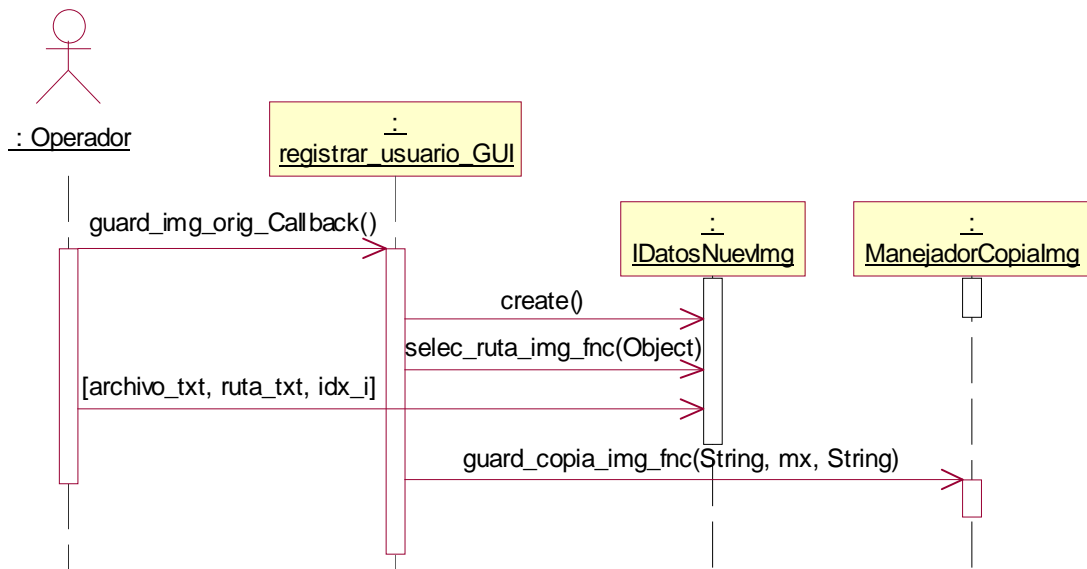 : Operador
:
registrar_usuario_GUI
guard_img_orig_Callback()
:
IDatosNuevImg
:
ManejadorCopiaImg
create()
selec_ruta_img_fnc(Object)
[archivo_txt, ruta_txt, idx_i]
guard_copia_img_fnc(String, mx, String)